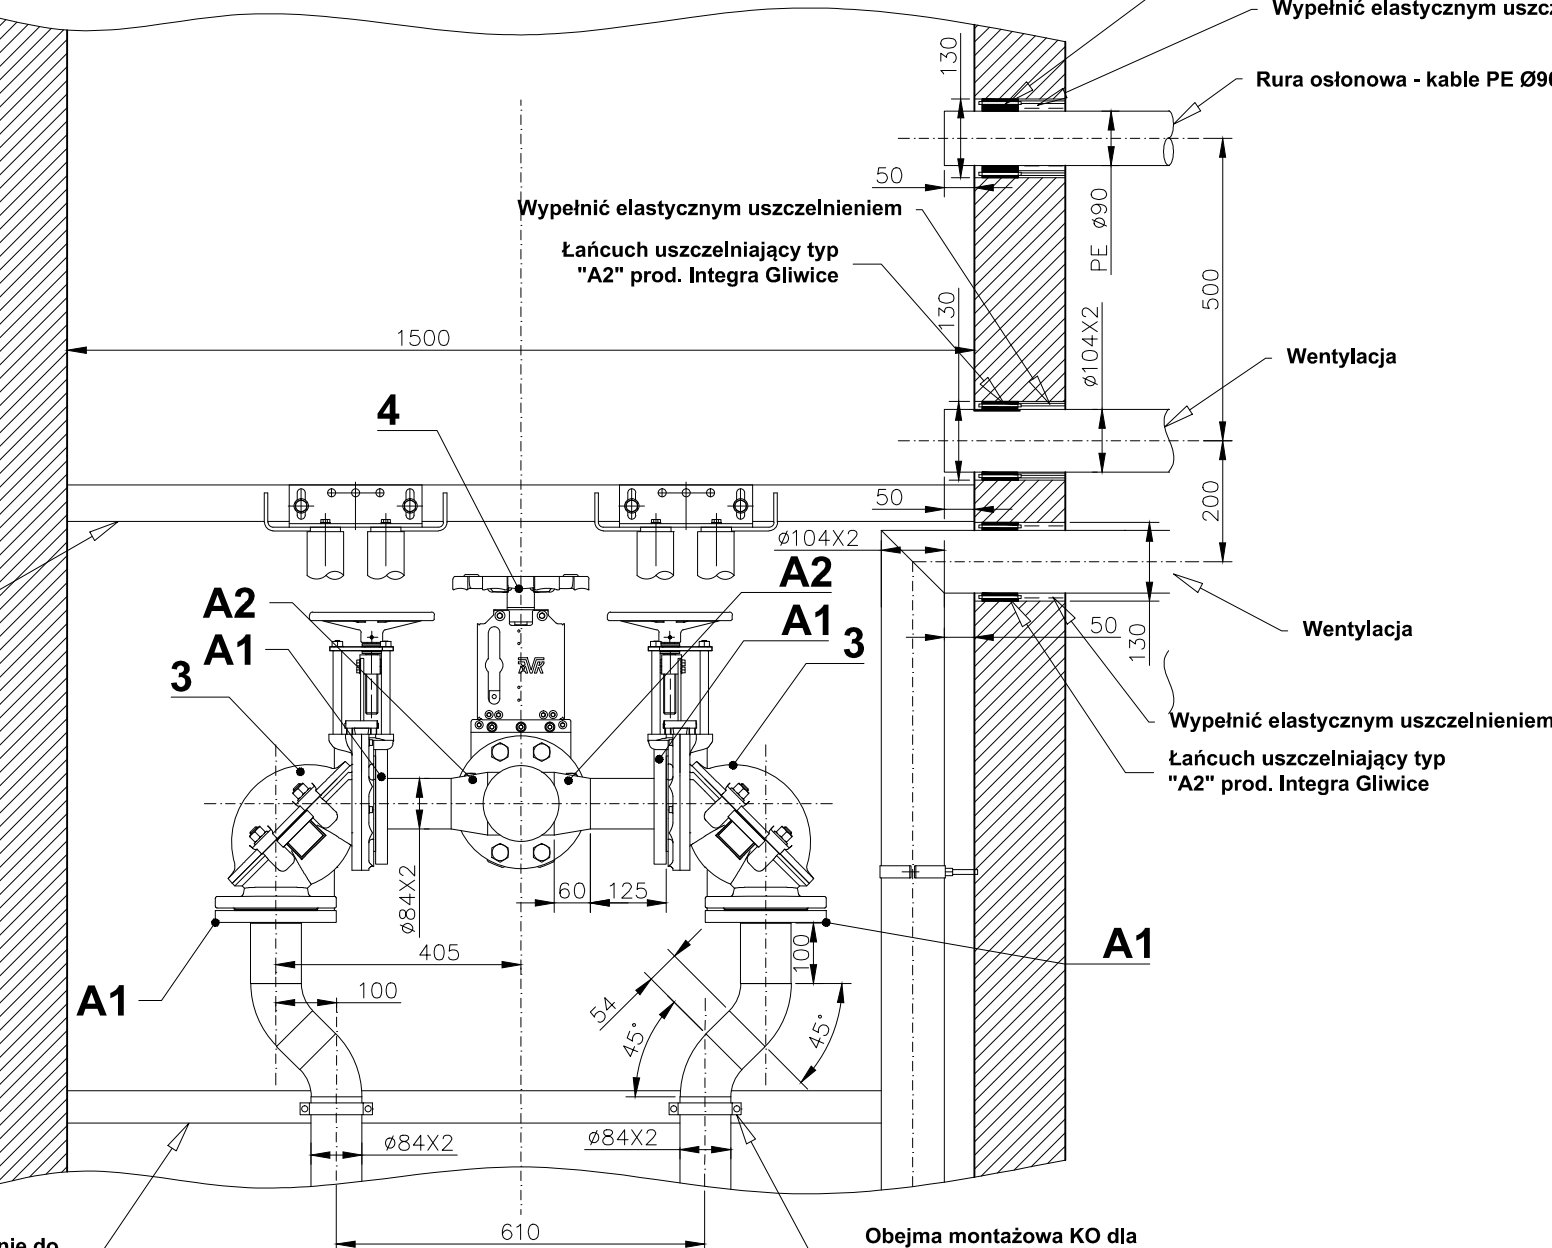 Wypełnić elastycznym uszcz
130
Rura osłonowa - kable PE Ø90
50
Wypełnić elastycznym uszczelnieniem
PE ø90
Łańcuch uszczelniający typ
"A2" prod. Integra Gliwice
500
130
1500
ø104X2
Wentylacja
4
50
200
ø104X2
A2
A2
A1
3
A1
3
AVK
50
130
Wentylacja
Wypełnić elastycznym uszczelnieniem
Łańcuch uszczelniający typ
"A2" prod. Integra Gliwice
ø84X2
60
125
405
100
A1
A1
100
54
45°
45°
ø84X2
ø84X2
610
nie do
Obejma montażowa KO dla